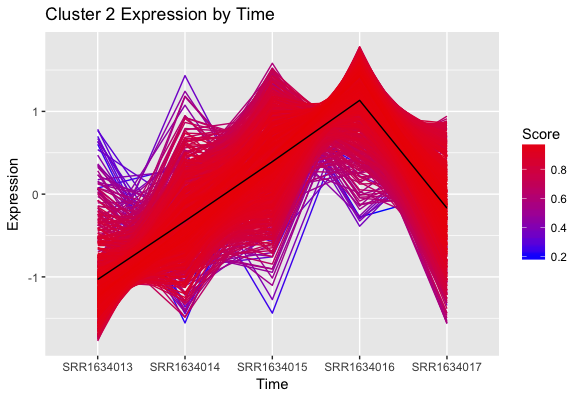 Cluster 2 Expression by Time
Expression
1
0
-1
SRR1634013 SRR1634014 SRR1634015 SRR1634016 SRR1634017
Time
Score
0.8
0.6
0.4
0.2